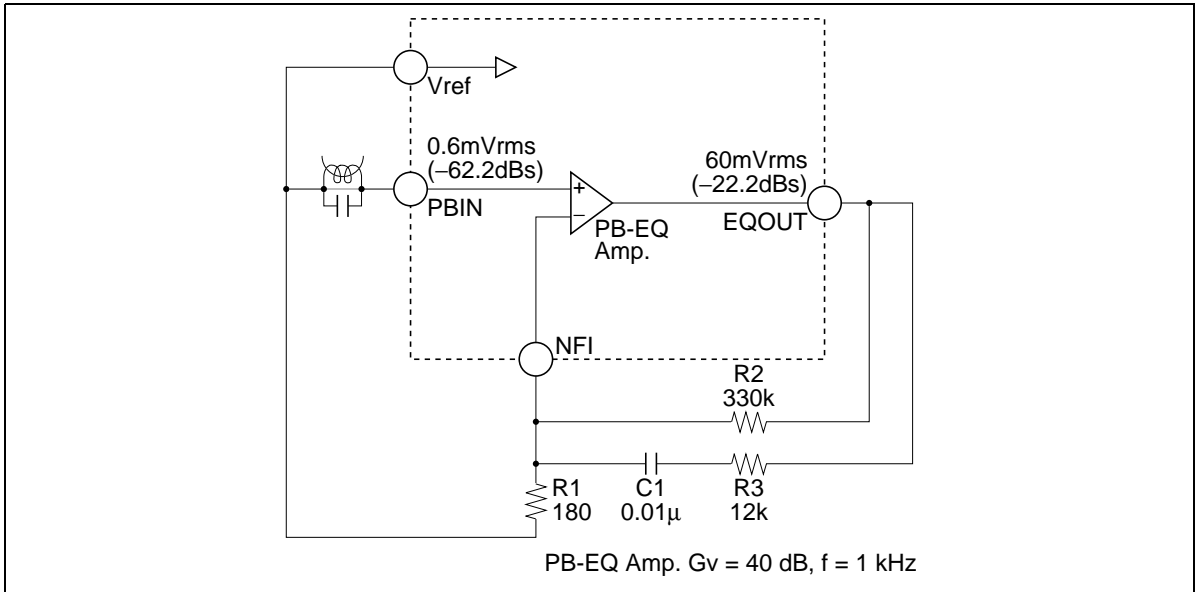 Vref
0.6mVrms
(–62.2dBs)
PBIN
+
–
PB-EQ
Amp.
60mVrms
(–22.2dBs)
EQOUT
NFI
R2
330k
R1
180
C1
0.01μ
R3
12k
PB-EQ Amp. Gv = 40 dB, f = 1 kHz